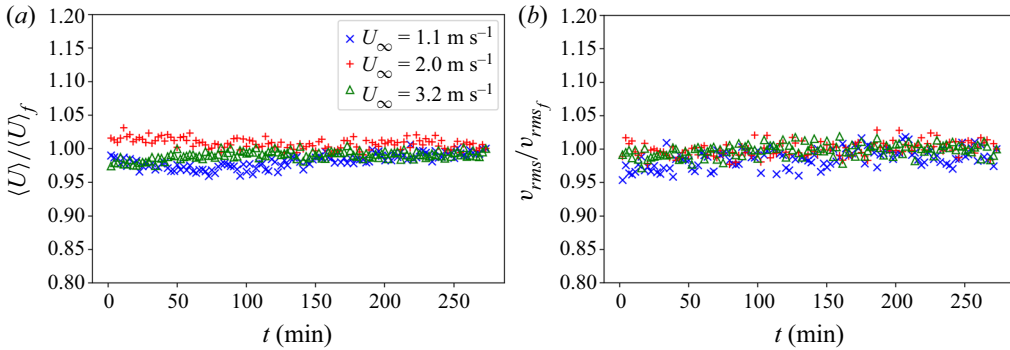 (a)
1.20
1.15
1.10
1.05
1.00
0.95
0.90
0.85
0.80
⟨U⟩/⟨U⟩f
U∞ = 1.1 m s−1
U∞ = 2.0 m s−1
U∞ = 3.2 m s−1
0 50 100 150 200 250
t (min)
(b)
1.20
1.15
1.10
1.05
1.00
0.95
0.90
0.85
0.80
vrms/vrmsf
0 50 100 150 200 250
t (min)